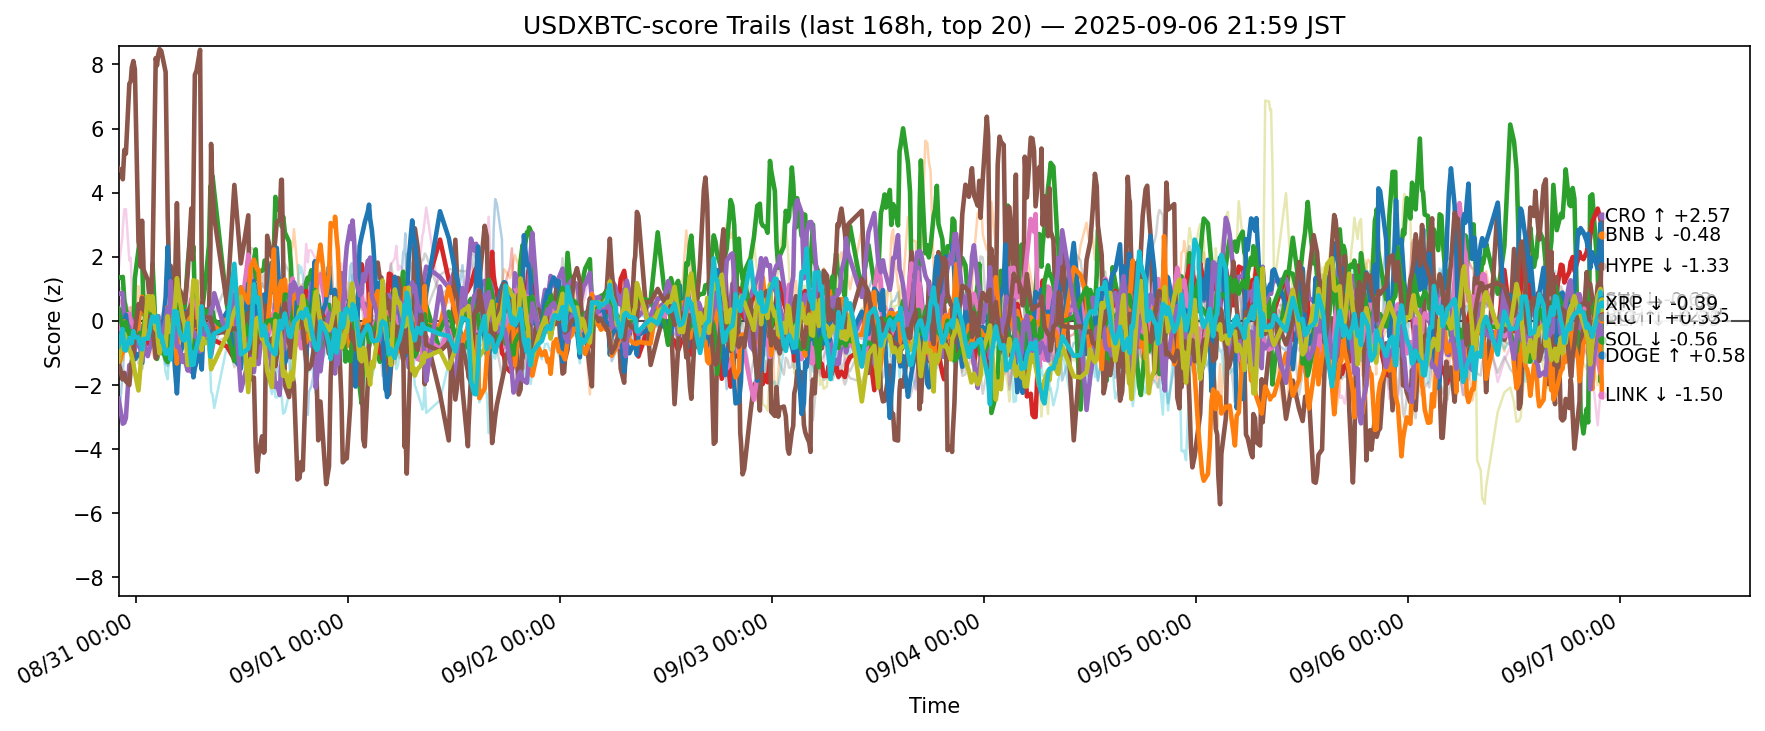 USDXBTC-score Trails (last 168h, top 20) — 2025-09-06 21:59 JST
Score (z)
8
6
4
2
0
−2
−4
−6
−8
CRO ↑ +2.57
BNB ↓ -0.48
HYPE ↓ -1.33
XRP ↓ -0.39
LTC ↑ +0.33
SOL ↓ -0.56
DOGE ↑ +0.58
LINK ↓ -1.50
08/31 00:00
09/01 00:00
09/02 00:00
09/03 00:00
09/04 00:00
09/05 00:00
09/06 00:00
09/07 00:00
Time